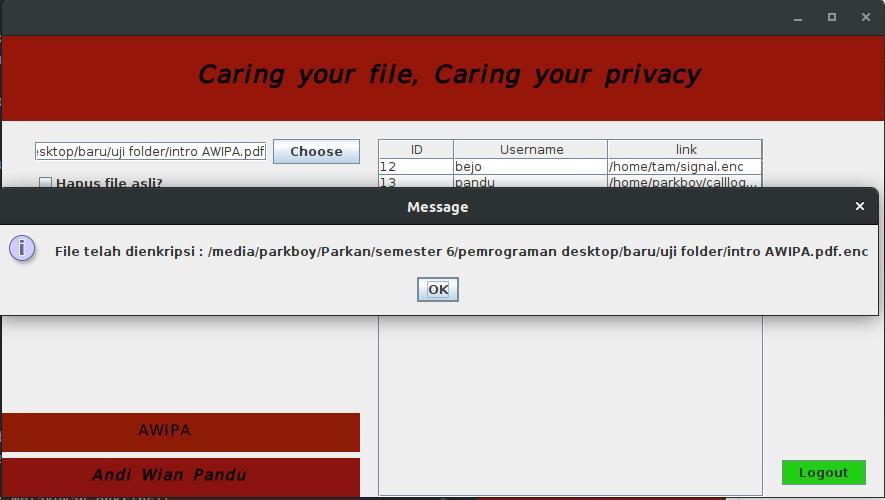 Caring your file, Caring your privacy
esktop/baru/uji folder/intro AWIPA.pdf Choose
Hapus file asli?
ID Username link
12 bejo /home/tam/signal.enc
13 pandu /home/parkboy/calllog...
Message
File telah dienkripsi : /media/parkboy/Parkan/semester 6/pemrograman desktop/baru/uji folder/intro AWIPA.pdf.enc
OK
AWIPA
Andi Wian Pandu
Logout